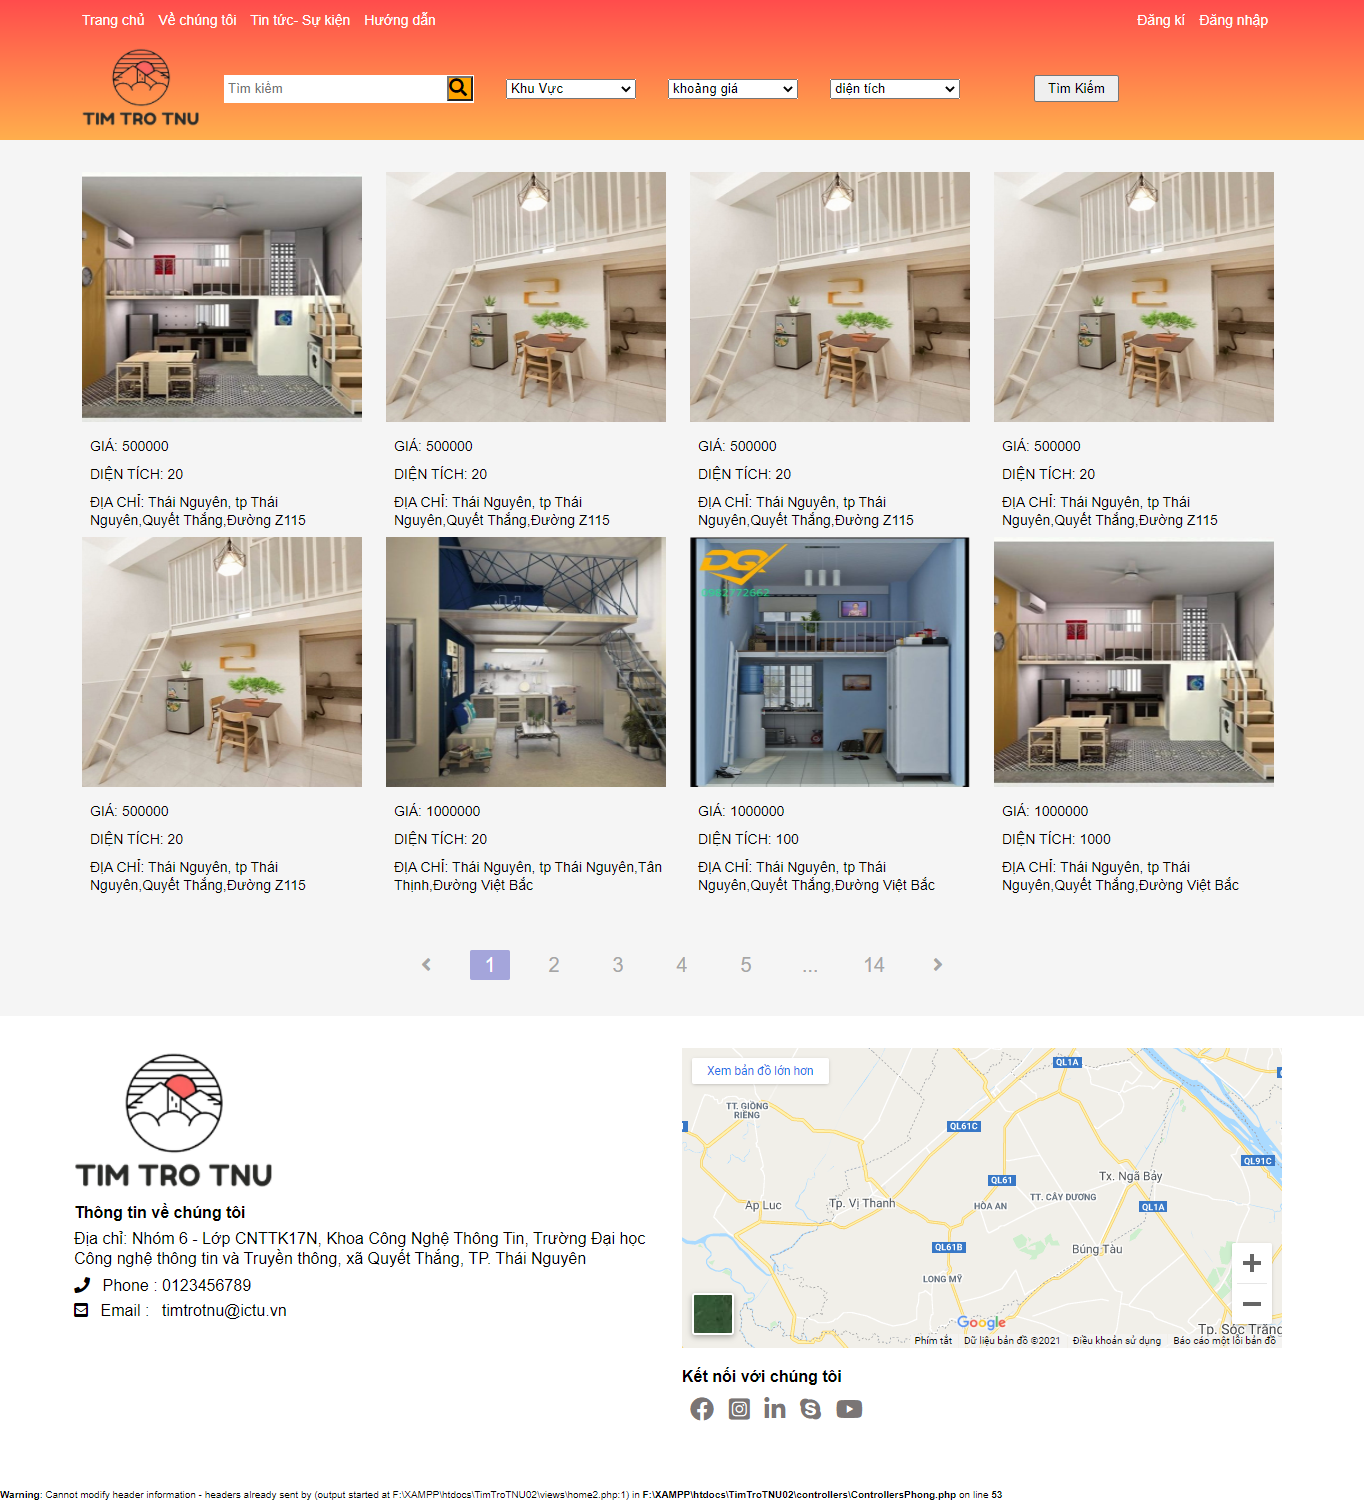 Trang chủ Về chúng tôi Tin tức- Sự kiện Hướng dẫn Đăng kí Đăng nhập
TIM TRO TNU
Tìm kiếm Khu Vực khoảng giá diện tích Tìm Kiếm
GIÁ: 500000
DIỆN TÍCH: 20
ĐỊA CHỈ: Thái Nguyên, tp Thái
Nguyên,Quyết Thắng,Đường Z115
GIÁ: 500000
DIỆN TÍCH: 20
ĐỊA CHỈ: Thái Nguyên, tp Thái
Nguyên,Quyết Thắng,Đường Z115
GIÁ: 500000
DIỆN TÍCH: 20
ĐỊA CHỈ: Thái Nguyên, tp Thái
Nguyên,Quyết Thắng,Đường Z115
GIÁ: 500000
DIỆN TÍCH: 20
ĐỊA CHỈ: Thái Nguyên, tp Thái
Nguyên,Quyết Thắng,Đường Z115
GIÁ: 500000
DIỆN TÍCH: 20
ĐỊA CHỈ: Thái Nguyên, tp Thái
Nguyên,Quyết Thắng,Đường Z115
GIÁ: 1000000
DIỆN TÍCH: 20
ĐỊA CHỈ: Thái Nguyên, tp Thái Nguyên,Tân
Thịnh,Đường Việt Bắc
DQ
0982772662
GIÁ: 1000000
DIỆN TÍCH: 100
ĐỊA CHỈ: Thái Nguyên, tp Thái
Nguyên,Quyết Thắng,Đường Việt Bắc
GIÁ: 1000000
DIỆN TÍCH: 1000
ĐỊA CHỈ: Thái Nguyên, tp Thái
Nguyên,Quyết Thắng,Đường Việt Bắc
1 2 3 4 5 ... 14
TIM TRO TNU
Thông tin về chúng tôi
Địa chỉ: Nhóm 6 - Lớp CNTTK17N, Khoa Công Nghệ Thông Tin, Trường Đại học
Công nghệ thông tin và Truyền thông, xã Quyết Thắng, TP. Thái Nguyên
Phone : 0123456789
Email : timtrotnu@ictu.vn
Xem bản đồ lớn hơn
QL1A
TT. GIỒNG
RIỀNG
QL61C
QL91C
Tx. Ngã Bảy
QL61
TT. CÂY DƯƠNG
Ap Luc
Tp. Vị Thanh
HÒA AN
QL1A
QL61B
Búng Tàu
LONG MỸ
Google
Tp. Sóc Trăng
Phím tắt Dữ liệu bản đồ ©2021 Điều khoản sử dụng Báo cáo một lỗi bản đồ
Kết nối với chúng tôi
Warning: Cannot modify header information - headers already sent by (output started at F:\XAMPP\htdocs\TimTroTNU02\views\home2.php:1) in F:\XAMPP\htdocs\TimTroTNU02\controllers\ControllersPhong.php on line 53